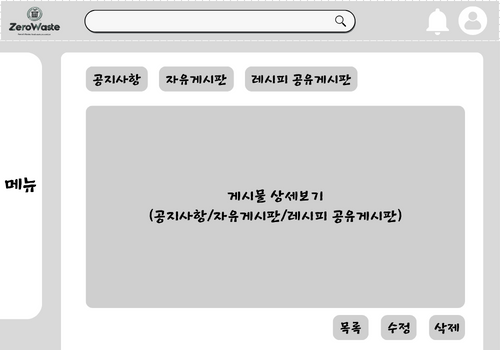 ZeroWaste
공지사항
자유게시판
레시피 공유게시판
메뉴
게시물 상세보기
(공지사항/자유게시판/레시피 공유게시판)
목록
수정
삭제